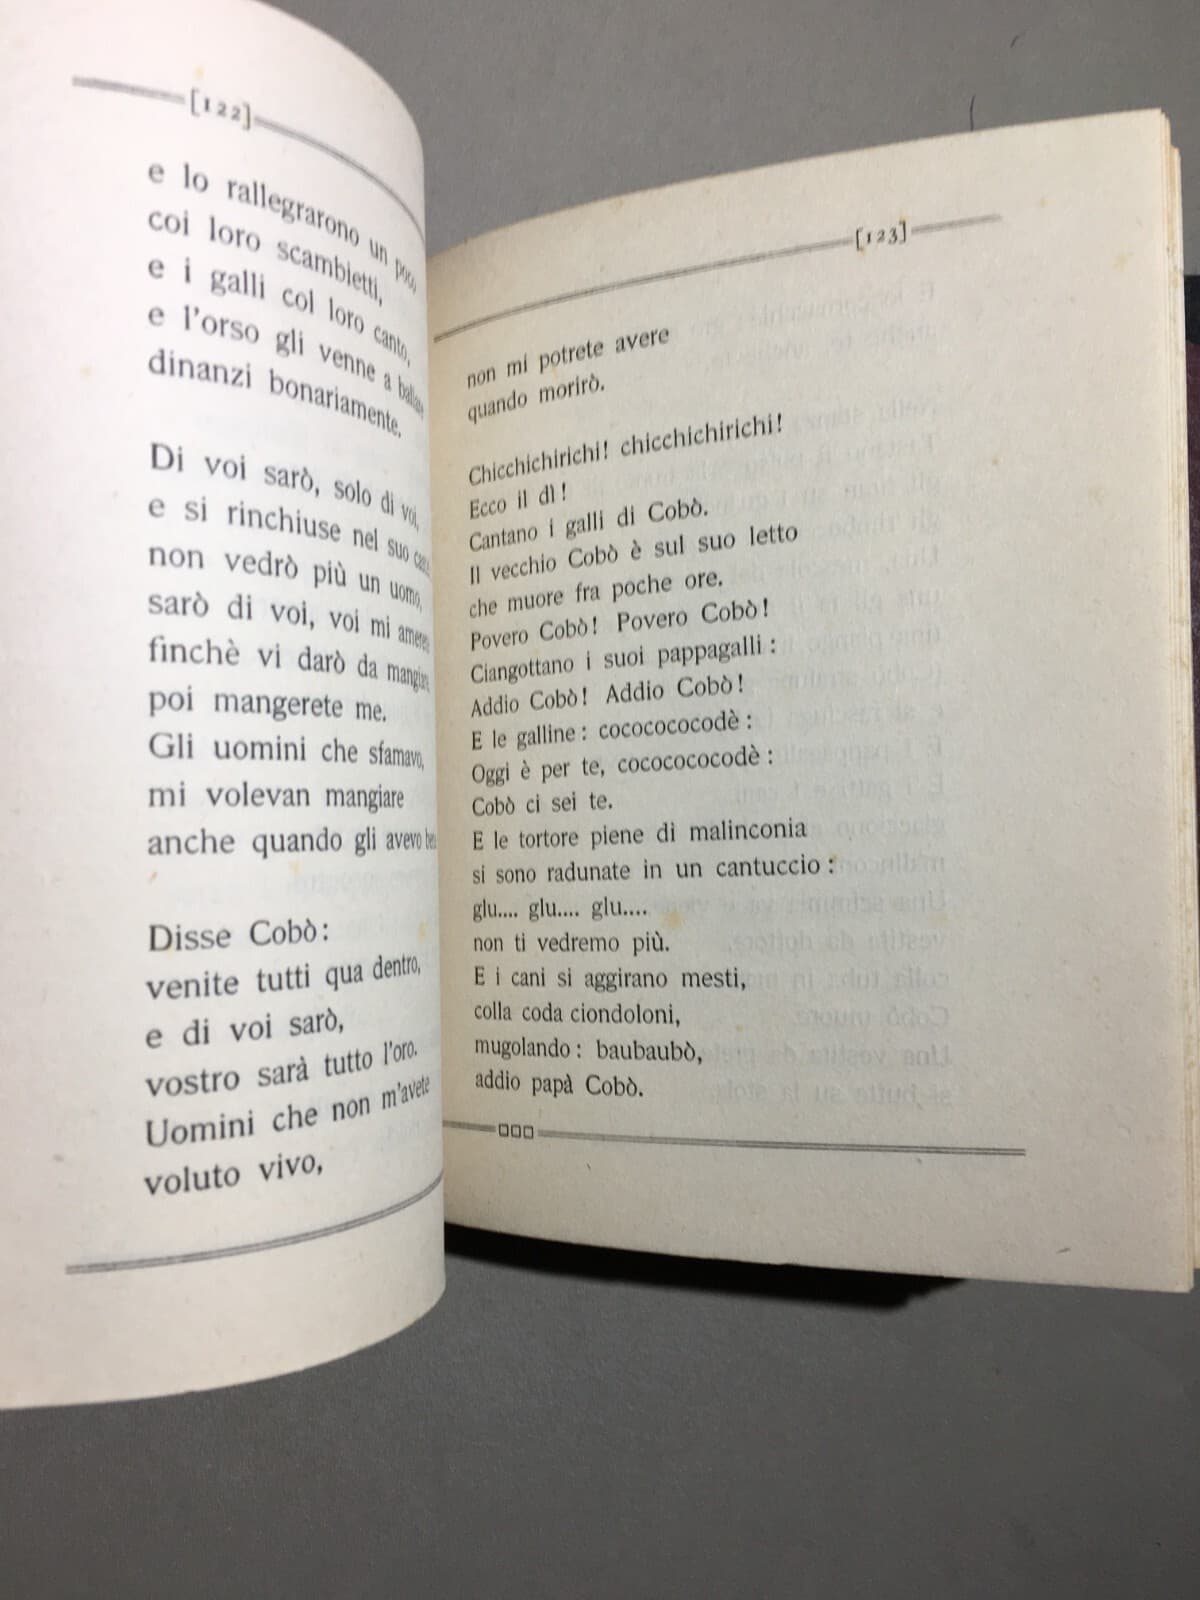 [122]
e lo rallegrarono un poco
coi loro scambietti,
e i galli col loro canto,
e l'orso gli venne a ballare
dinanzi bonariamente.
Di voi sarò, solo di voi,
e si rinchiuse nel suo
non vedrò più un uomo,
sarò di voi, voi mi amerete
finchè vi darò da mangiare,
poi mangerete me.
Gli uomini che sfamavo,
mi volevan mangiare
anche quando gli avevo
Disse Cobò:
venite tutti qua dentro,
e di voi sarò,
vostro sarà tutto l'oro.
Uomini che non m'avete
voluto vivo,
[123]
non mi potrete avere
quando morirò.
Chicchichirichi! chicchichirichi!
Ecco il dì!
Cantano i galli di Cobò.
Il vecchio Cobò è sul suo letto
che muore fra poche ore.
Povero Cobò! Povero Cobò!
Ciangottano i suoi pappagalli:
Addio Cobò! Addio Cobò!
E le galline: cocococococodè:
Oggi è per te, cocococococodè:
Cobò ci sei te.
E le tortore piene di malinconia
si sono radunate in un cantuccio:
glu.... glu.... glu....
non ti vedremo più.
E i cani si aggirano mesti,
colla coda ciondoloni,
mugolando: baubaubò,
addio papà Cobò.